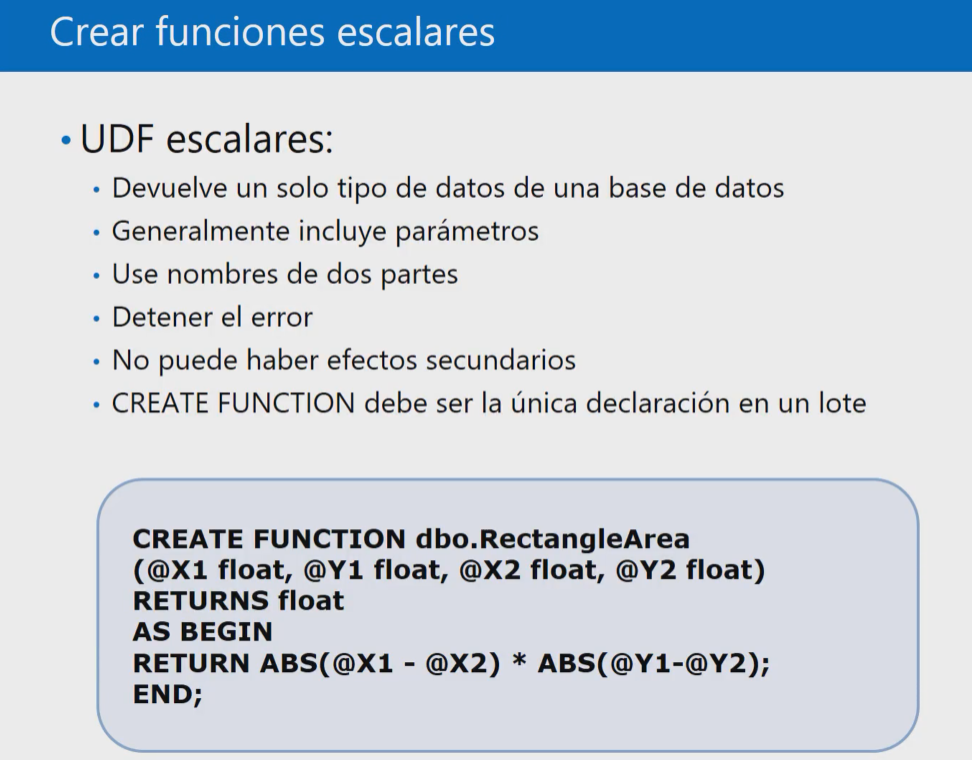 Crear funciones escalares
• UDF escalares:
• Devuelve un solo tipo de datos de una base de datos
• Generalmente incluye parámetros
• Use nombres de dos partes
• Detener el error
• No puede haber efectos secundarios
• CREATE FUNCTION debe ser la única declaración en un lote
CREATE FUNCTION dbo.RectangleArea
(@X1 float, @Y1 float, @X2 float, @Y2 float)
RETURNS float
AS BEGIN
RETURN ABS(@X1 - @X2) * ABS(@Y1-@Y2);
END;